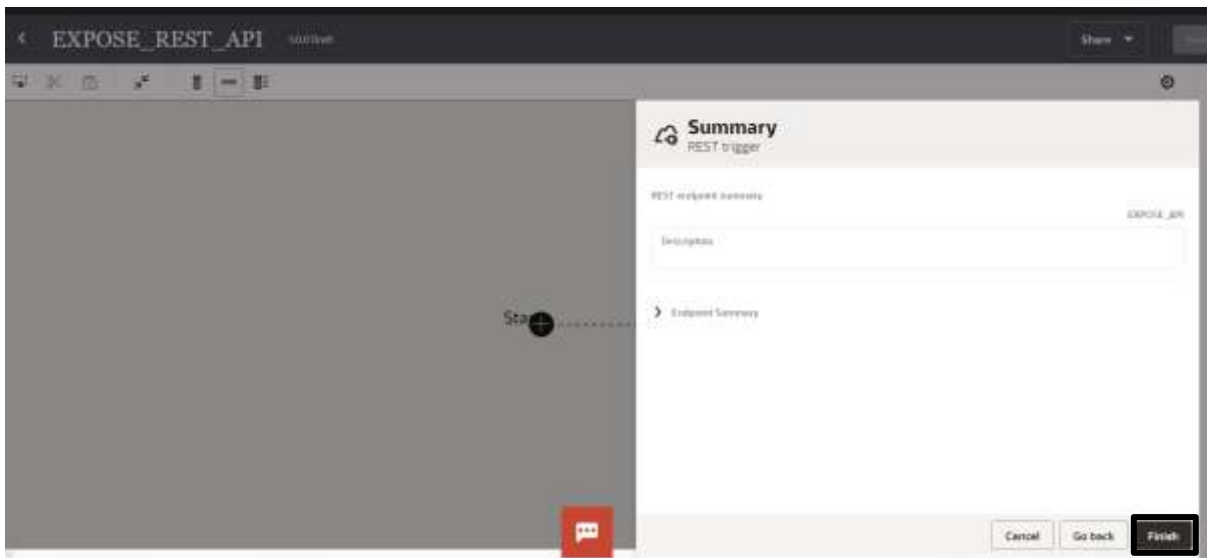 EXPOSE_REST_API
Share
Summary
REST trigger
REST endpoint summary
EXPOSE_API
Description
Sta
Endpoint Summary
Cancel
Go back
Finish